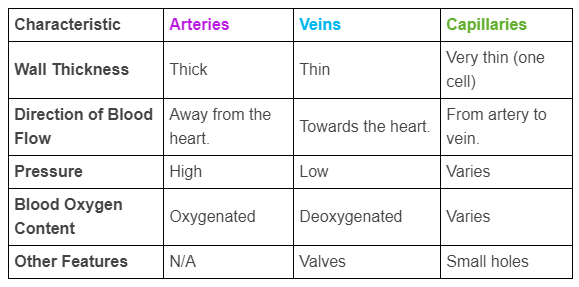 Characteristic Arteries Veins Capillaries
Wall Thickness Thick Thin Very thin (one
cell)
Direction of Blood Away from the Towards the heart. From artery to
Flow heart. vein.
Pressure High Low Varies
Blood Oxygen
Content Oxygenated Deoxygenated Varies
Other Features N/A Valves Small holes